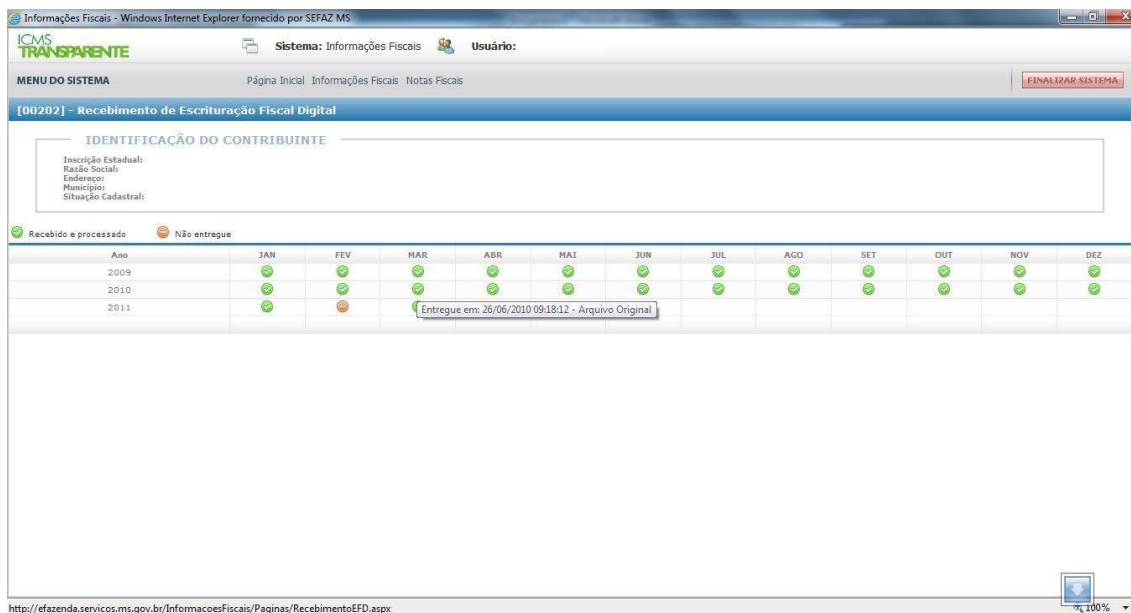 Informações Fiscais - Windows Internet Explorer fornecido por SEFAZ MS
ICMS
TRANSPARENTE
Sistema: Informações Fiscais Usuário:
MENU DO SISTEMA Página Inicial Informações Fiscais Notas Fiscais FINALIZAR SISTEMA
[00202] - Recebimento de Escrituração Fiscal Digital
IDENTIFICAÇÃO DO CONTRIBUINTE
Inscrição Estadual:
Razão Social:
Endereço:
Município:
Situação Cadastral:
Recebido e processado Não entregue
Ano JAN FEV MAR ABR MAI JUN JUL AGO SET OUT NOV DEZ
2009
2010
2011
Entregue em: 26/06/2010 09:18:12 - Arquivo Original
http://efazenda.servicos.ms.gov.br/InformacoesFiscais/Paginas/RecebimentoEFD.aspx 100%